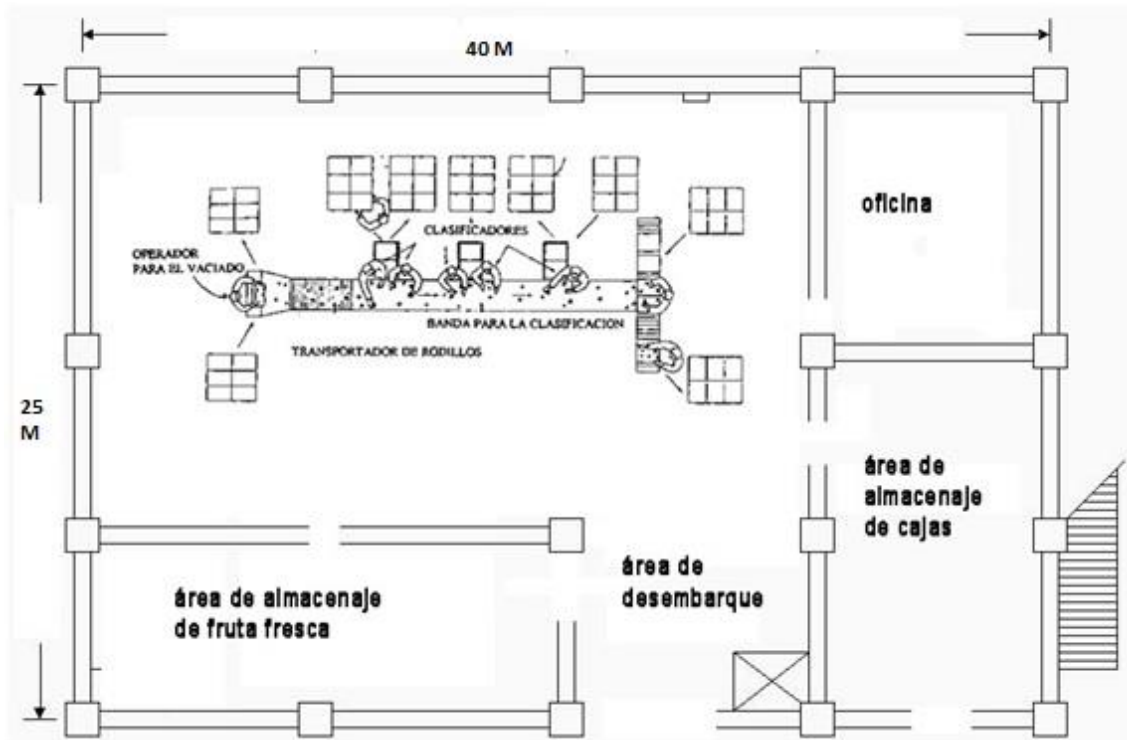 40 M
oficina
CLASIFICADORES
OPERADOR
PARA EL VACIADO
BANDA PARA LA CLASIFICACION
TRANSPORTADOR DE RODILLOS
25
M
área de
almacenaje
de cajas
área de
desembarque
área de almacenaje
de fruta fresca